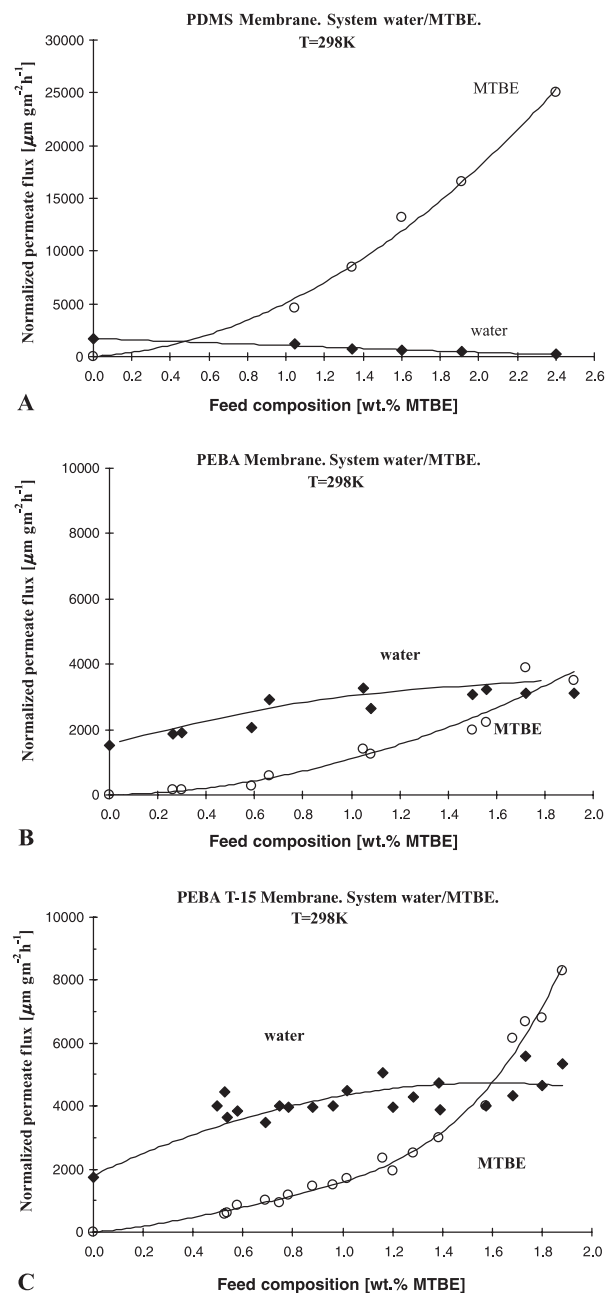 PDMS Membrane. System water/MTBE.
T=298K
Normalized permeate flux [μm gm⁻²h⁻¹]
30000
25000
20000
15000
10000
5000
0
MTBE
water
0.0 0.2 0.4 0.6 0.8 1.0 1.2 1.4 1.6 1.8 2.0 2.2 2.4 2.6
Feed composition [wt.% MTBE]
A
PEBA Membrane. System water/MTBE.
T=298K
Normalized permeate flux [μm gm⁻²h⁻¹]
10000
8000
6000
4000
2000
0
water
MTBE
0.0 0.2 0.4 0.6 0.8 1.0 1.2 1.4 1.6 1.8 2.0
Feed composition [wt.% MTBE]
B
PEBA T-15 Membrane. System water/MTBE.
T=298K
Normalized permeate flux [μm gm⁻²h⁻¹]
10000
8000
6000
4000
2000
0
water
MTBE
0.0 0.2 0.4 0.6 0.8 1.0 1.2 1.4 1.6 1.8 2.0
Feed composition [wt.% MTBE]
C